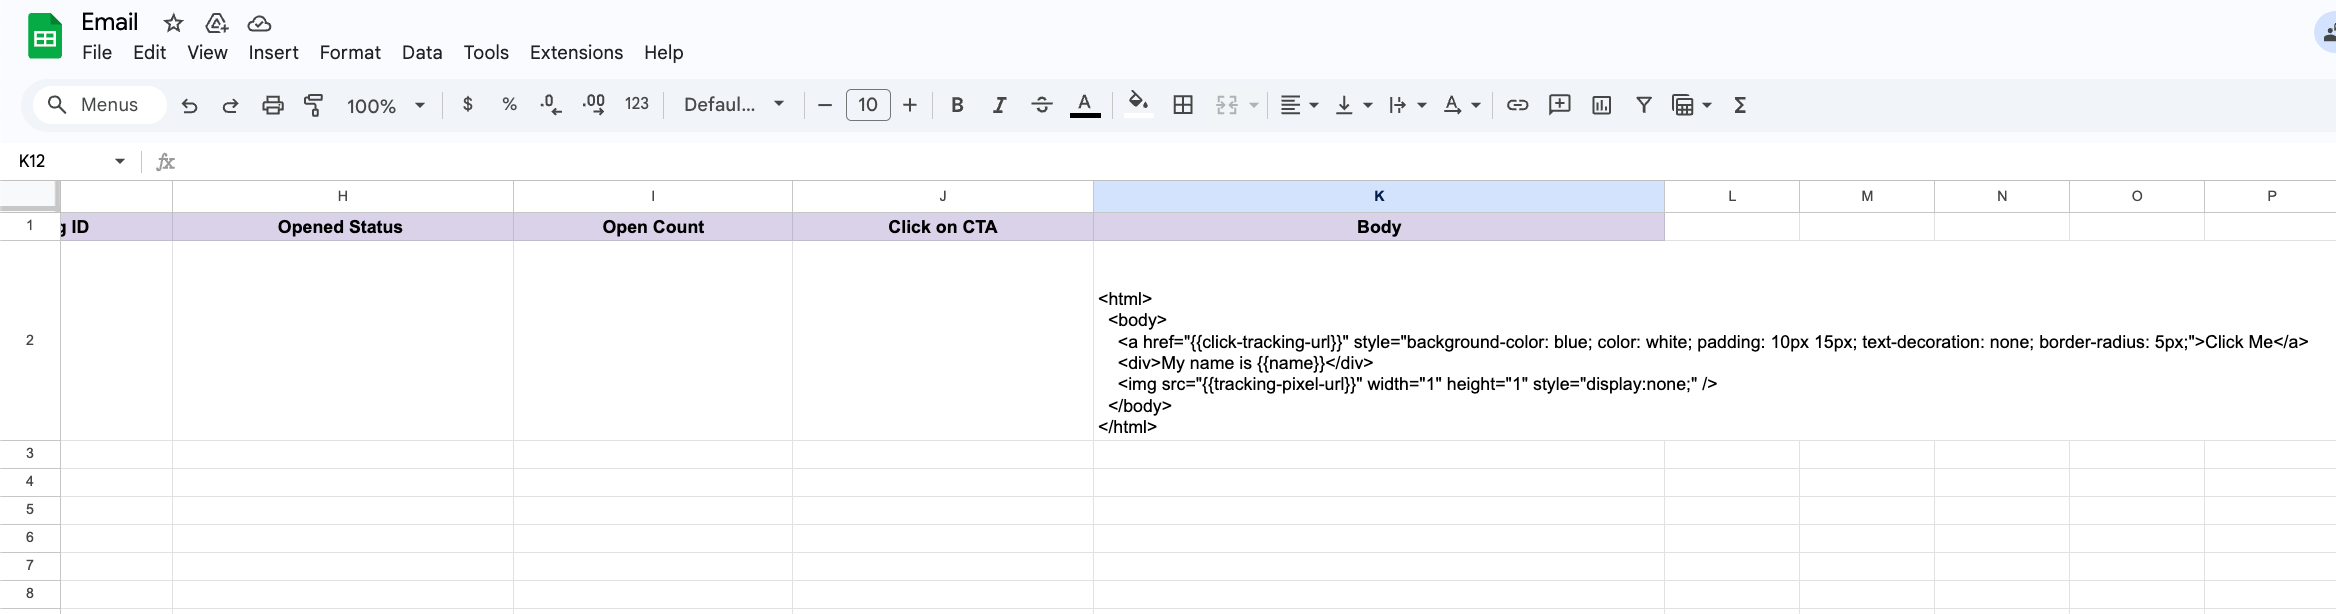 Email
File Edit View Insert Format Data Tools Extensions Help
Menus 100% $ % .0 .00 123 Defaul... 10 B I A A Σ
K12 fx
H I J K L M N O P
1 g ID Opened Status Open Count Click on CTA Body
2
<html>
<body>
<a href="{{click-tracking-url}}" style="background-color: blue; color: white; padding: 10px 15px; text-decoration: none; border-radius: 5px;">Click Me</a>
<div>My name is {{name}}</div>
<img src="{{tracking-pixel-url}}" width="1" height="1" style="display:none;" />
</body>
</html>
3
4
5
6
7
8